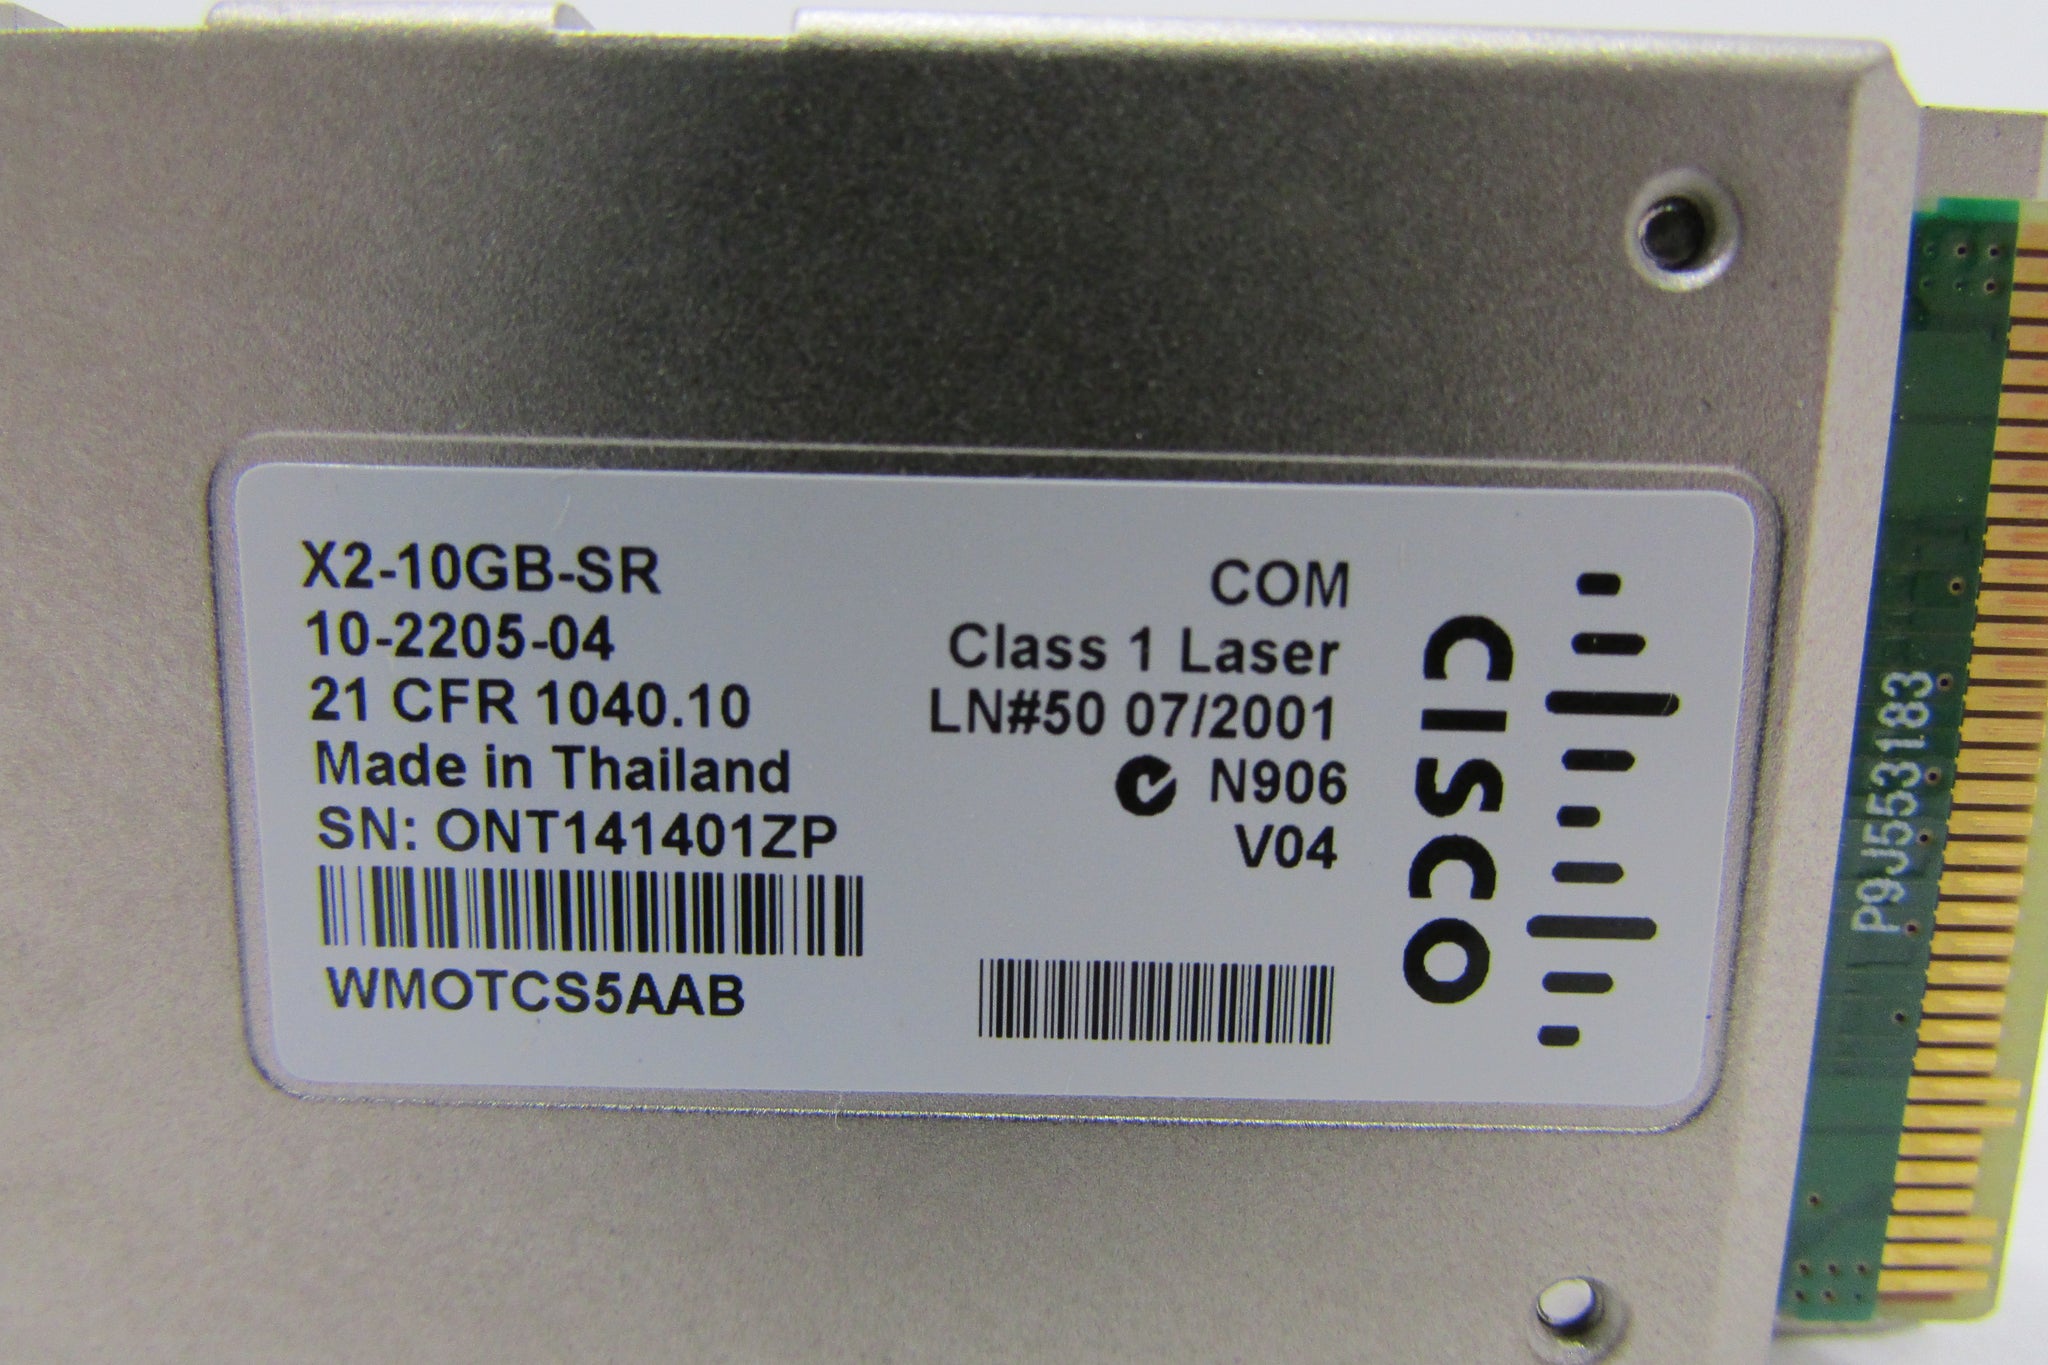 X2-10GB-SR
10-2205-04
21 CFR 1040.10
Made in Thailand
SN: ONT141401ZP
WMOTCS5AAB
COM
Class 1 Laser
LN#50 07/2001
N906
V04
CISCO
P9J553183